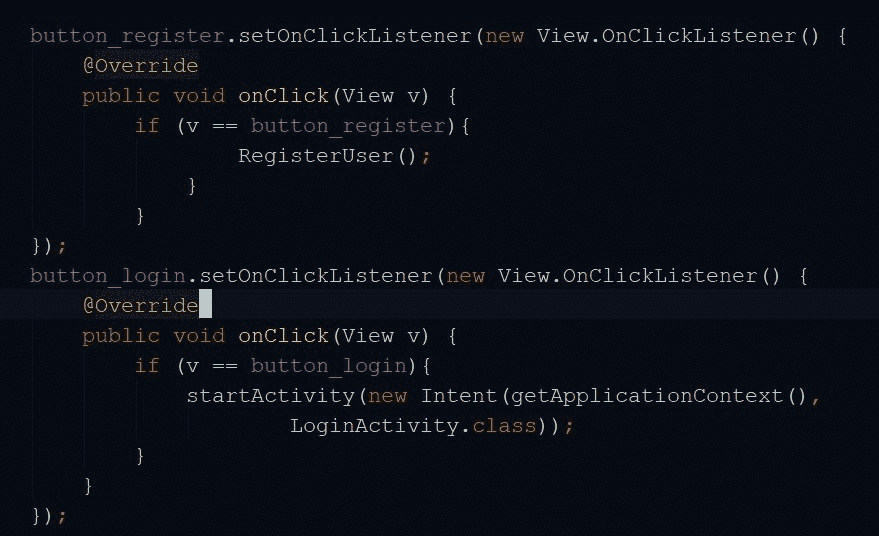 button_register.setOnClickListener(new View.OnClickListener() {
    @Override
    public void onClick(View v) {
        if (v == button_register){
                RegisterUser();
            }
        }
});
button_login.setOnClickListener(new View.OnClickListener() {
    @Override
    public void onClick(View v) {
        if (v == button_login){
            startActivity(new Intent(getApplicationContext(),
                    LoginActivity.class));
        }
    }
});